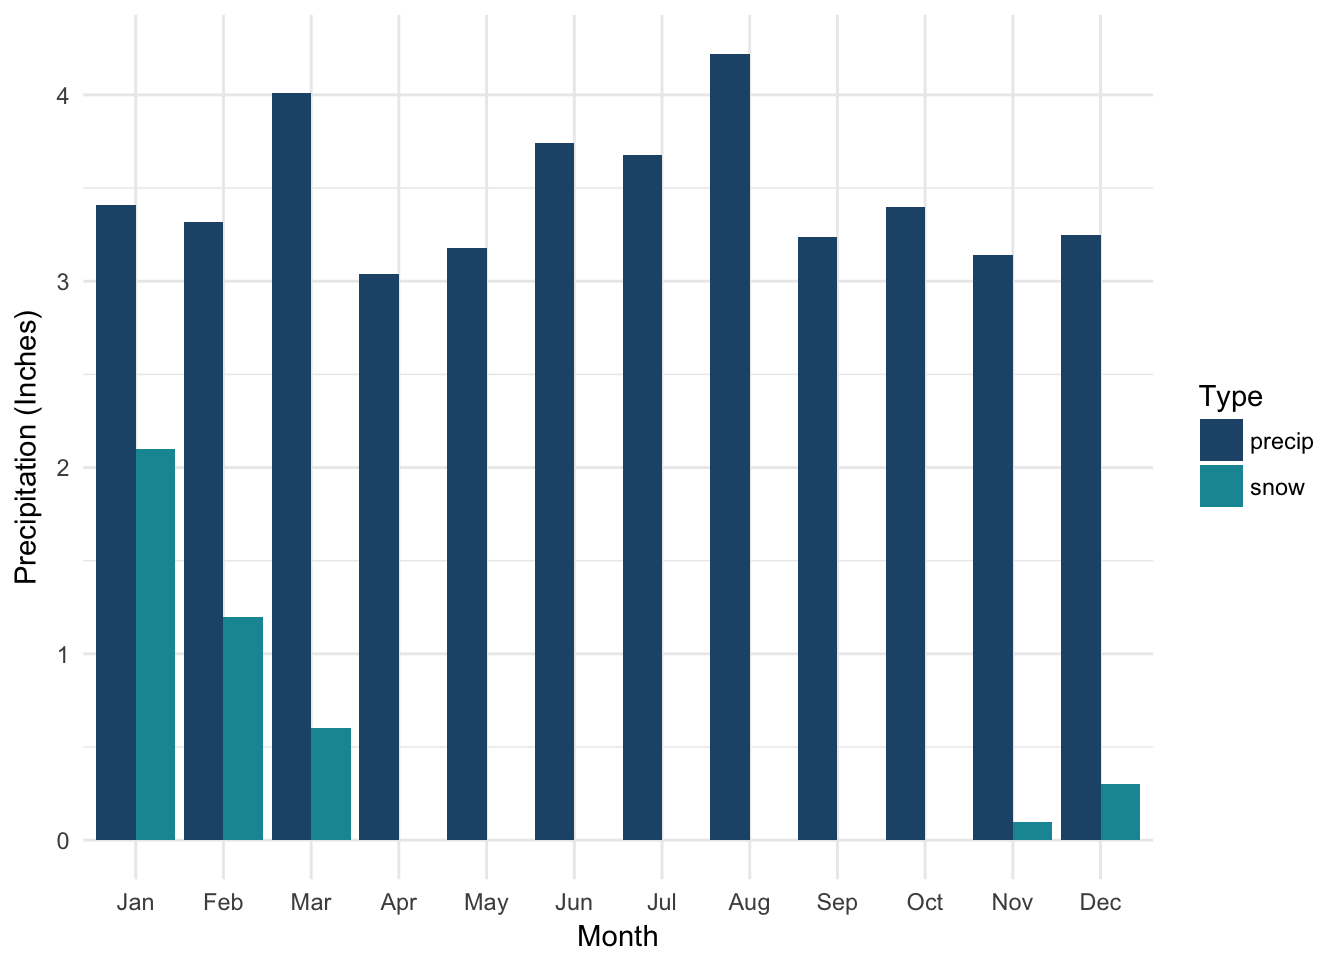 4
3
2
1
0
Precipitation (Inches)
Jan Feb Mar Apr May Jun Jul Aug Sep Oct Nov Dec
Month
Type
precip
snow